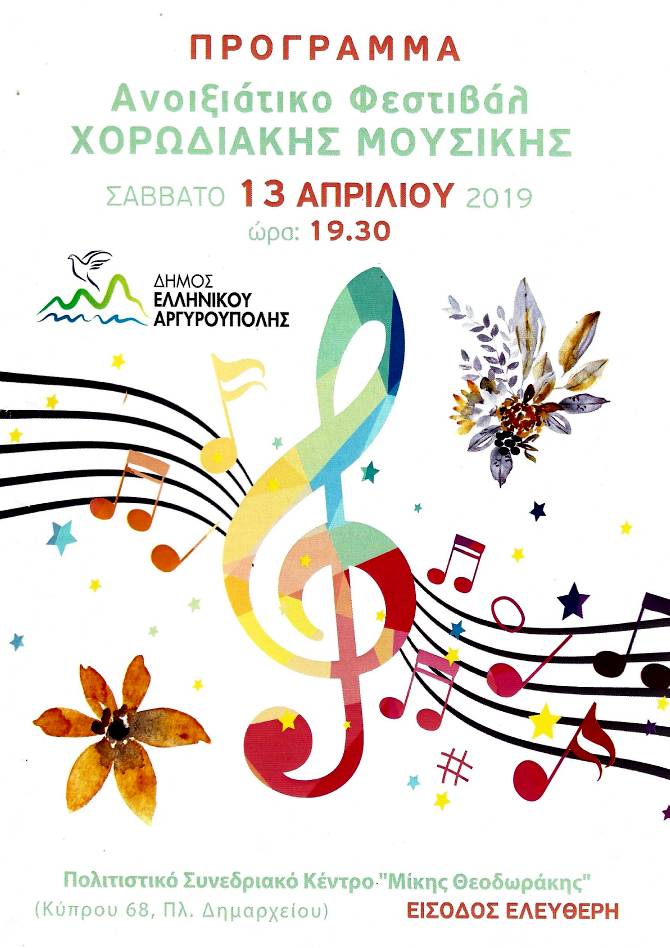 ΠΡΟΓΡΑΜΜΑ
Ανοιξιάτικο Φεστιβάλ
ΧΟΡΩΔΙΑΚΗΣ ΜΟΥΣΙΚΗΣ
ΣΑΒΒΑΤΟ 13 ΑΠΡΙΛΙΟΥ 2019
ώρα: 19.30
ΔΗΜΟΣ
ΕΛΛΗΝΙΚΟΥ
ΑΡΓΥΡΟΥΠΟΛΗΣ
Πολιτιστικό Συνεδριακό Κέντρο "Μίκης Θεοδωράκης"
(Κύπρου 68, Πλ. Δημαρχείου) ΕΙΣΟΔΟΣ ΕΛΕΥΘΕΡΗ